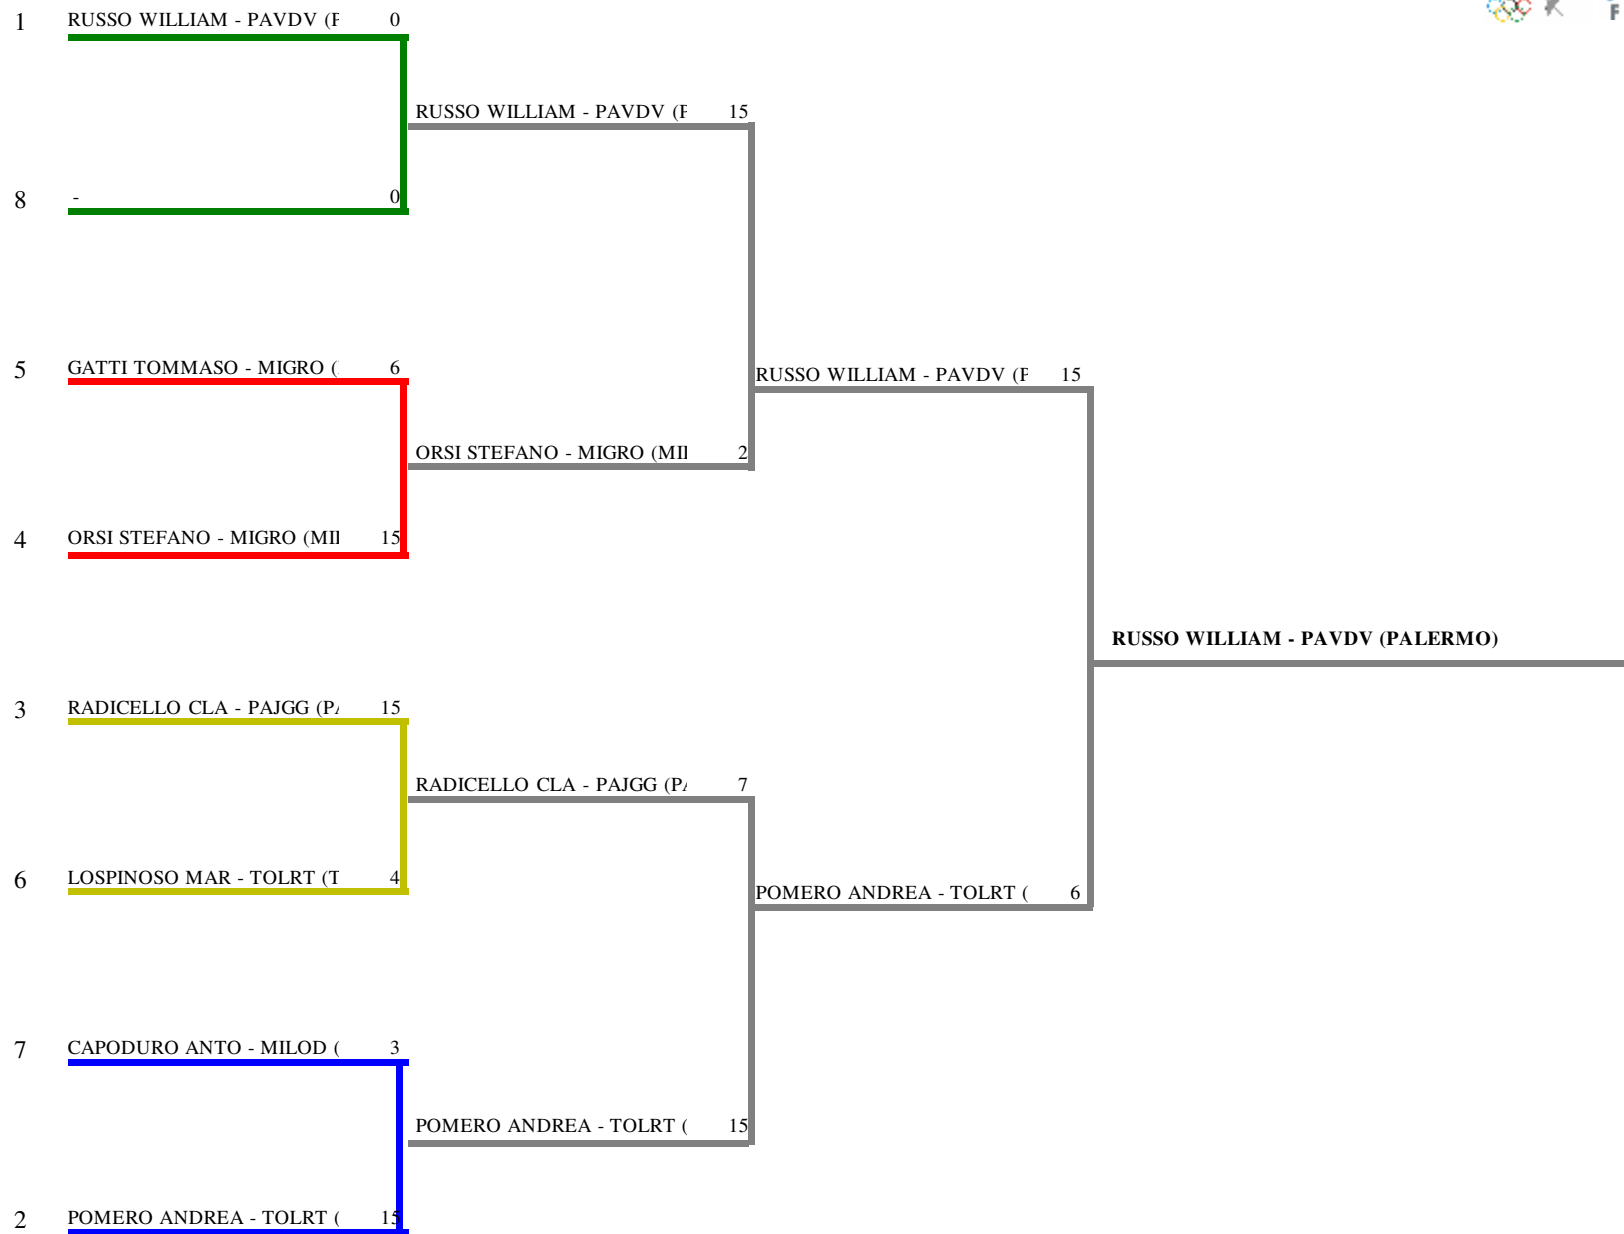 1 RUSSO WILLIAM - PAVDV (P 0
RUSSO WILLIAM - PAVDV (P 15
8 - 0
5 GATTI TOMMASO - MIGRO ( 6
RUSSO WILLIAM - PAVDV (P 15
ORSI STEFANO - MIGRO (MI 2
4 ORSI STEFANO - MIGRO (MI 15
RUSSO WILLIAM - PAVDV (PALERMO)
3 RADICELLO CLA - PAJGG (PA 15
RADICELLO CLA - PAJGG (PA 7
6 LOSPINOSO MAR - TOLRT (T 4
POMERO ANDREA - TOLRT ( 6
7 CAPODURO ANTO - MILOD ( 3
POMERO ANDREA - TOLRT ( 15
2 POMERO ANDREA - TOLRT ( 15